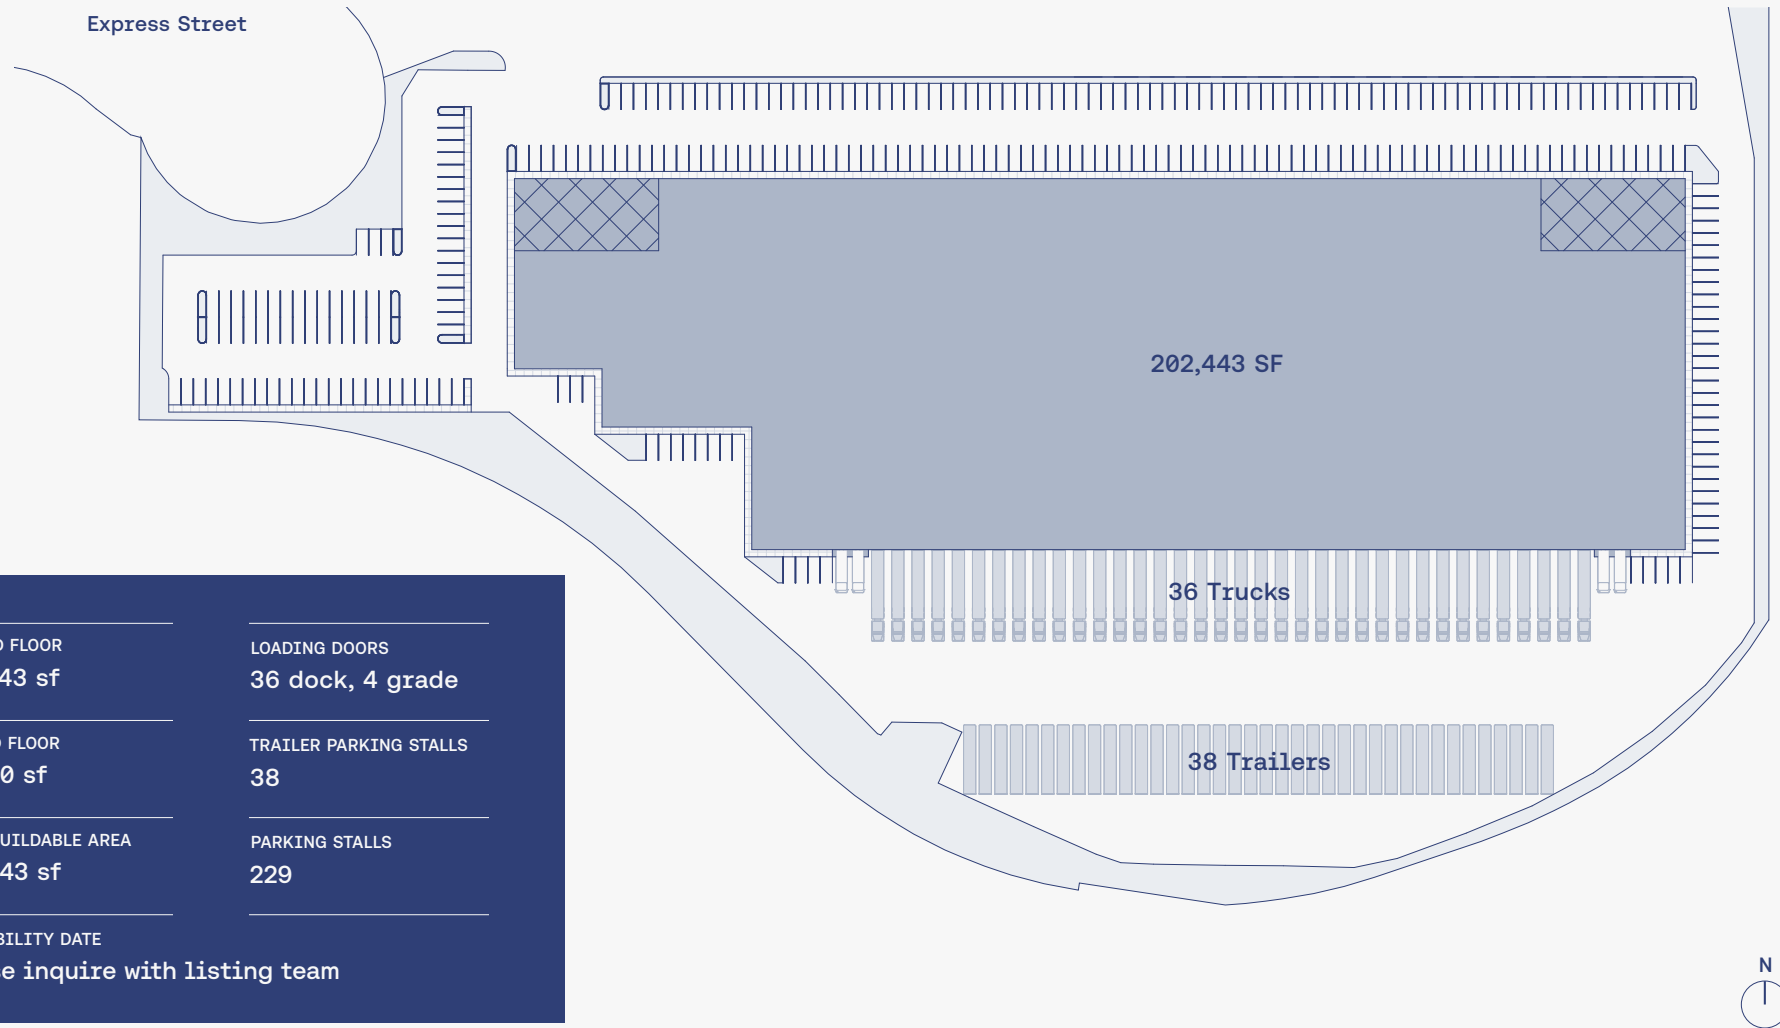 Express Street
202,443 SF
36 Trucks
38 Trailers
FLOOR
43 sf
FLOOR
0 sf
UILDABLE AREA
43 sf
BILITY DATE
e inquire with listing team
LOADING DOORS
36 dock, 4 grade
TRAILER PARKING STALLS
38
PARKING STALLS
229
N